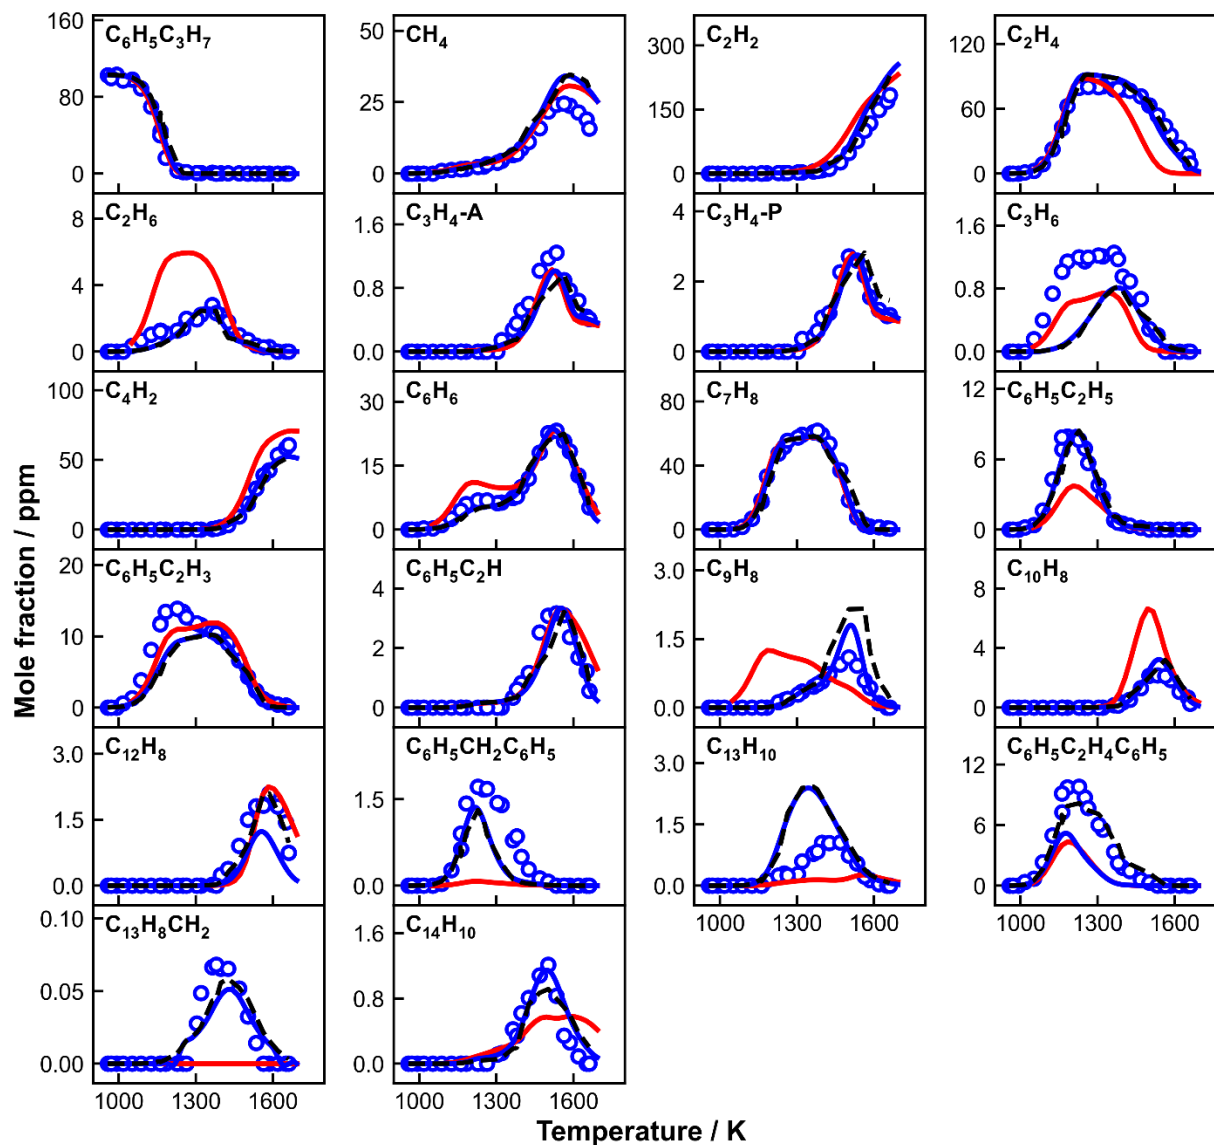 C₆H₅C₃H₇
CH₄
C₂H₂
C₂H₄
160
80
0
50
25
0
300
150
0
120
80
40
0
C₂H₆
C₃H₄-A
C₃H₄-P
C₃H₆
8
4
0
1.6
0.8
0.0
4
2
0
1.6
0.8
0.0
C₄H₂
C₆H₆
C₇H₈
C₆H₅C₂H₅
100
50
0
30
15
0
80
40
0
12
8
4
0
C₆H₅C₂H₃
C₆H₅C₂H
C₉H₈
C₁₀H₈
20
10
0
4
2
0
3.0
1.5
0.0
8
4
0
C₁₂H₈
C₆H₅CH₂C₆H₅
C₁₃H₁₀
C₆H₅C₂H₄C₆H₅
3.0
1.5
0.0
1.5
0.0
3.0
1.5
0.0
12
6
0
1000 1300 1600
1000 1300 1600
C₁₃H₈CH₂
C₁₄H₁₀
0.10
0.05
0.00
1.6
0.8
0.0
1000 1300 1600
1000 1300 1600
Mole fraction / ppm
Temperature / K